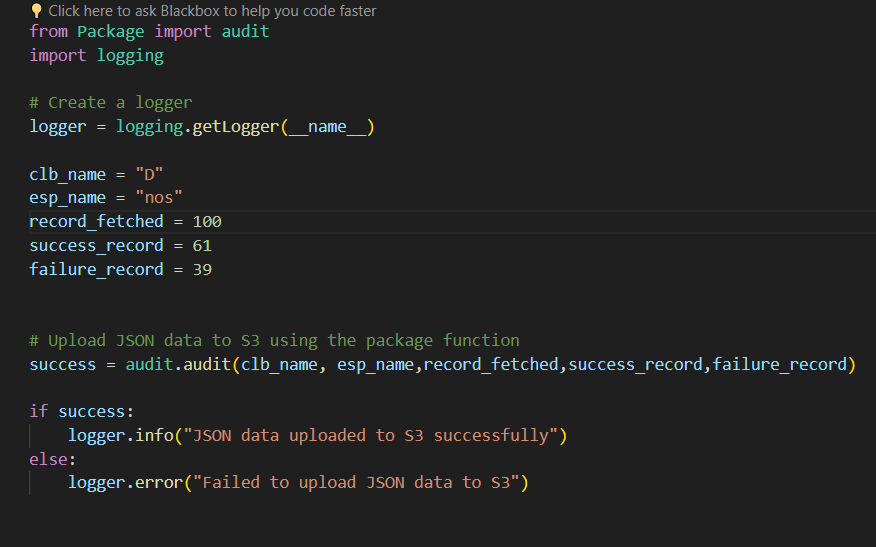 Click here to ask Blackbox to help you code faster
from Package import audit
import logging
# Create a logger
logger = logging.getLogger(__name__)
clb_name = "D"
esp_name = "nos"
record_fetched = 100
success_record = 61
failure_record = 39
# Upload JSON data to S3 using the package function
success = audit.audit(clb_name, esp_name,record_fetched,success_record,failure_record)
if success:
    logger.info("JSON data uploaded to S3 successfully")
else:
    logger.error("Failed to upload JSON data to S3")